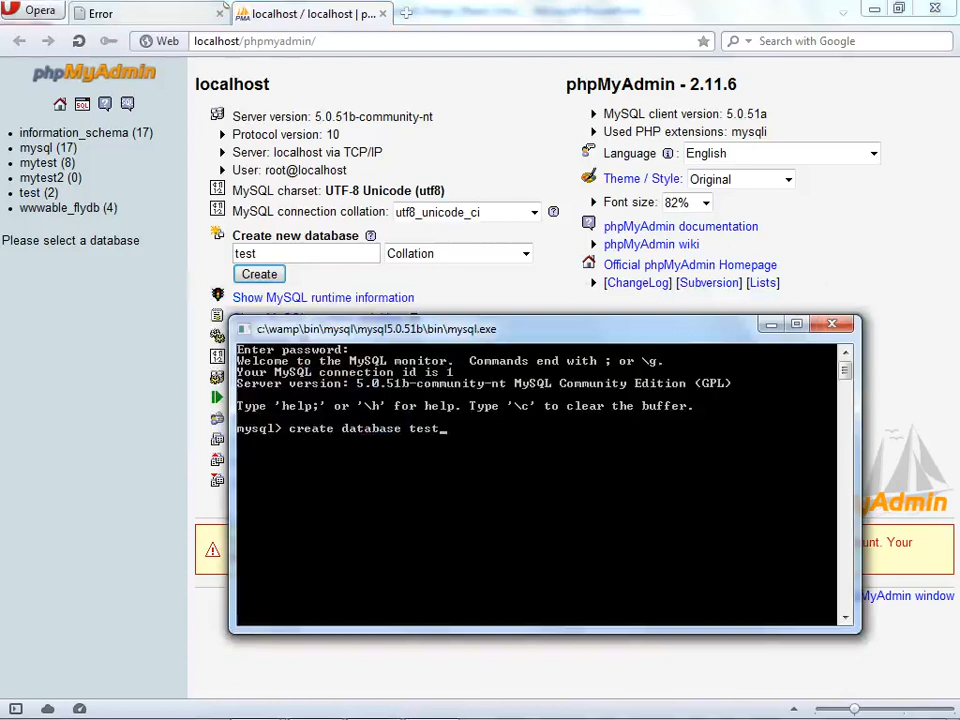 Opera
Error
localhost / localhost | p...
Web
localhost/phpmyadmin/
Search with Google
phpMyAdmin
SQL
information_schema (17)
mysql (17)
mytest (8)
mytest2 (0)
test (2)
wwwable_flydb (4)
Please select a database
localhost
Server version: 5.0.51b-community-nt
Protocol version: 10
Server: localhost via TCP/IP
User: root@localhost
MySQL charset: UTF-8 Unicode (utf8)
MySQL connection collation: utf8_unicode_ci
Create new database
test
Collation
Create
Show MySQL runtime information
phpMyAdmin - 2.11.6
MySQL client version: 5.0.51a
Used PHP extensions: mysqli
Language
English
Theme / Style: Original
Font size: 82%
phpMyAdmin documentation
phpMyAdmin wiki
Official phpMyAdmin Homepage
[ChangeLog] [Subversion] [Lists]
c:\wamp\bin\mysql\mysql5.0.51b\bin\mysql.exe
Enter password:
Welcome to the MySQL monitor.  Commands end with ; or \g.
Your MySQL connection id is 1
Server version: 5.0.51b-community-nt MySQL Community Edition (GPL)
Type 'help;' or '\h' for help. Type '\c' to clear the buffer.
mysql> create database test_
yAdmin
unt. Your
MyAdmin window